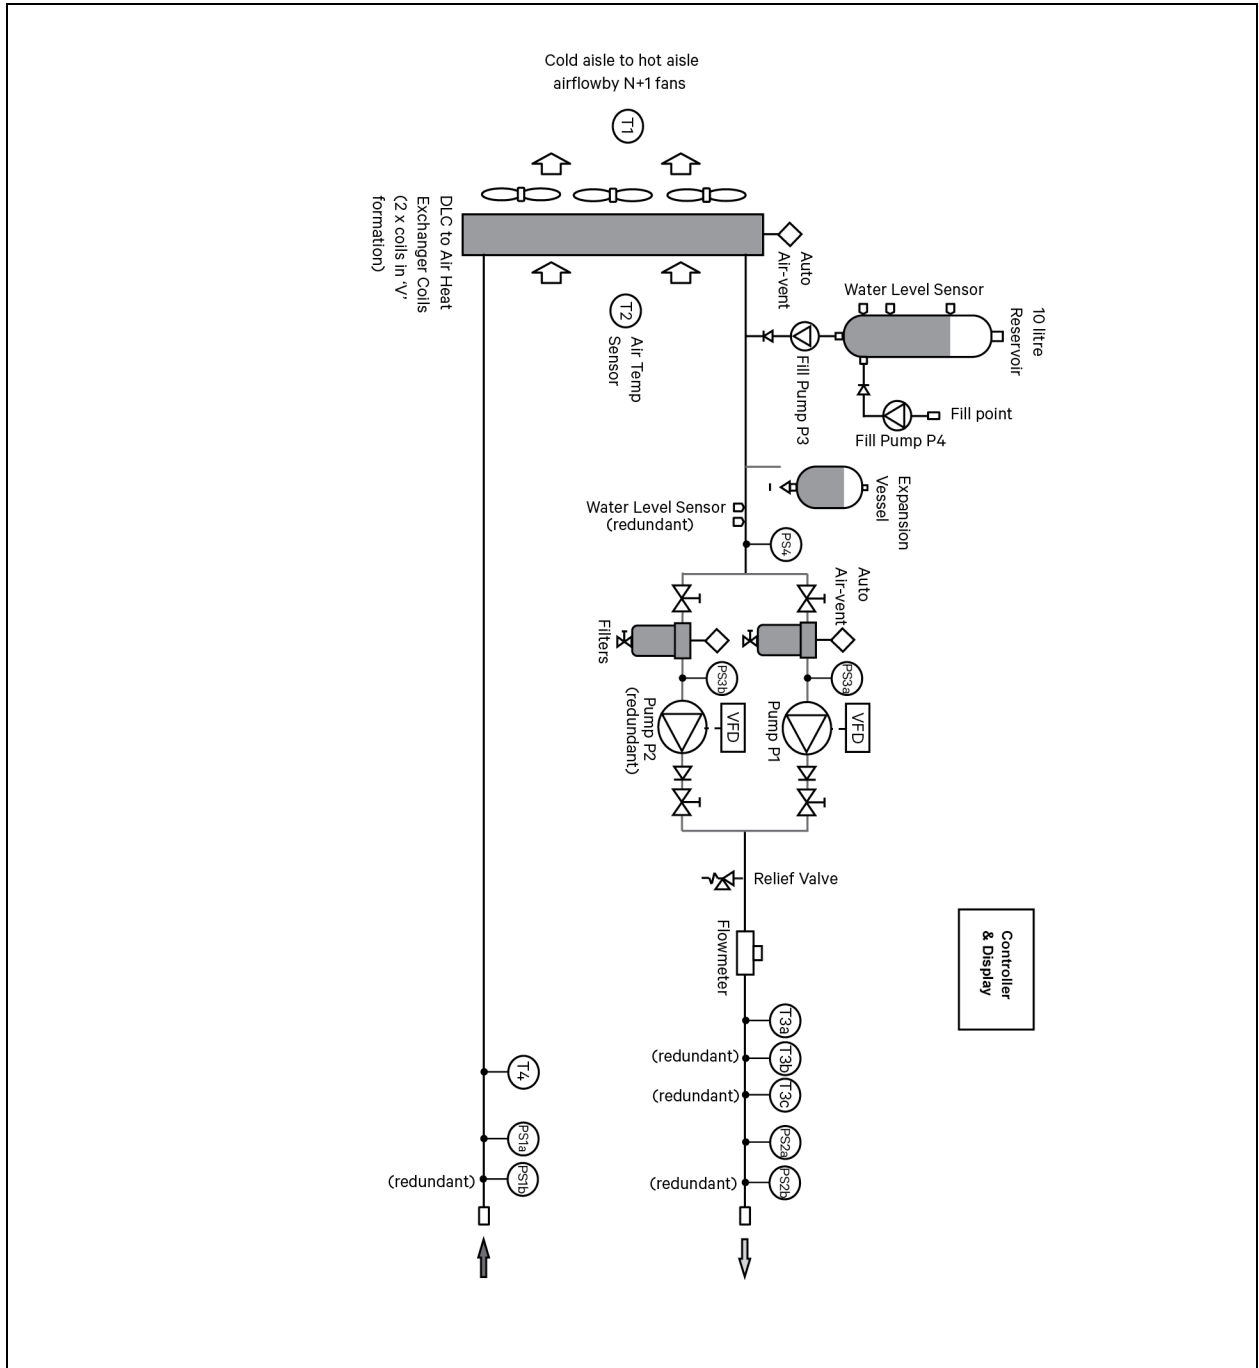 Cold aisle to hot aisle
airflowby N+1 fans
T1
DLC to Air Heat
Exchanger Coils
(2 x coils in ‘V’
formation)
Auto
Air-vent
T2
Air Temp
Sensor
Water Level Sensor
10 litre
Reservoir
Fill Pump P3
Fill point
Fill Pump P4
Expansion
Vessel
Water Level Sensor
(redundant)
PS4
Auto
Air-vent
Filters
PS3b
PS3a
VFD
VFD
Pump P2
(redundant)
Pump P1
Relief Valve
Flowmeter
Controller
& Display
T3a
(redundant)
T3b
(redundant)
T3c
T4
PS1a
PS2a
(redundant)
PS1b
(redundant)
PS2b